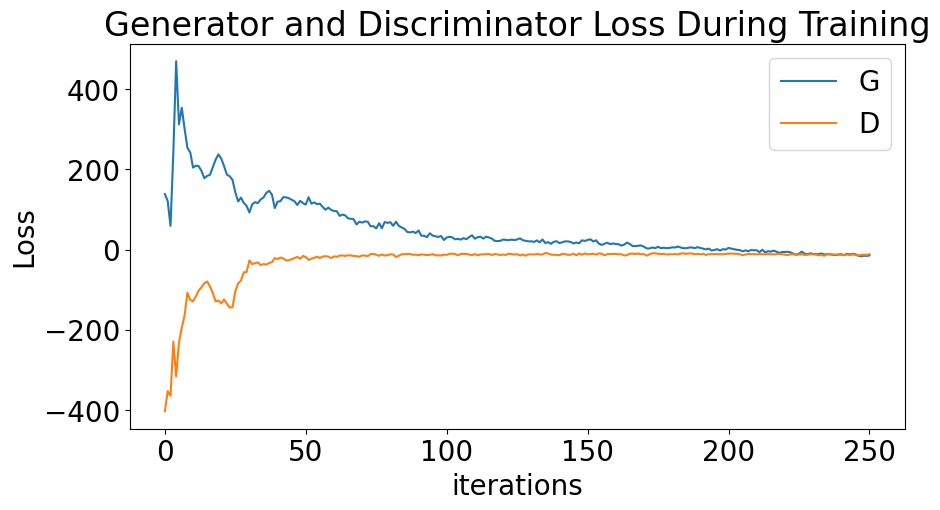 Generator and Discriminator Loss During Training
G
D
Loss
400
200
0
−200
−400
0 50 100 150 200 250
iterations